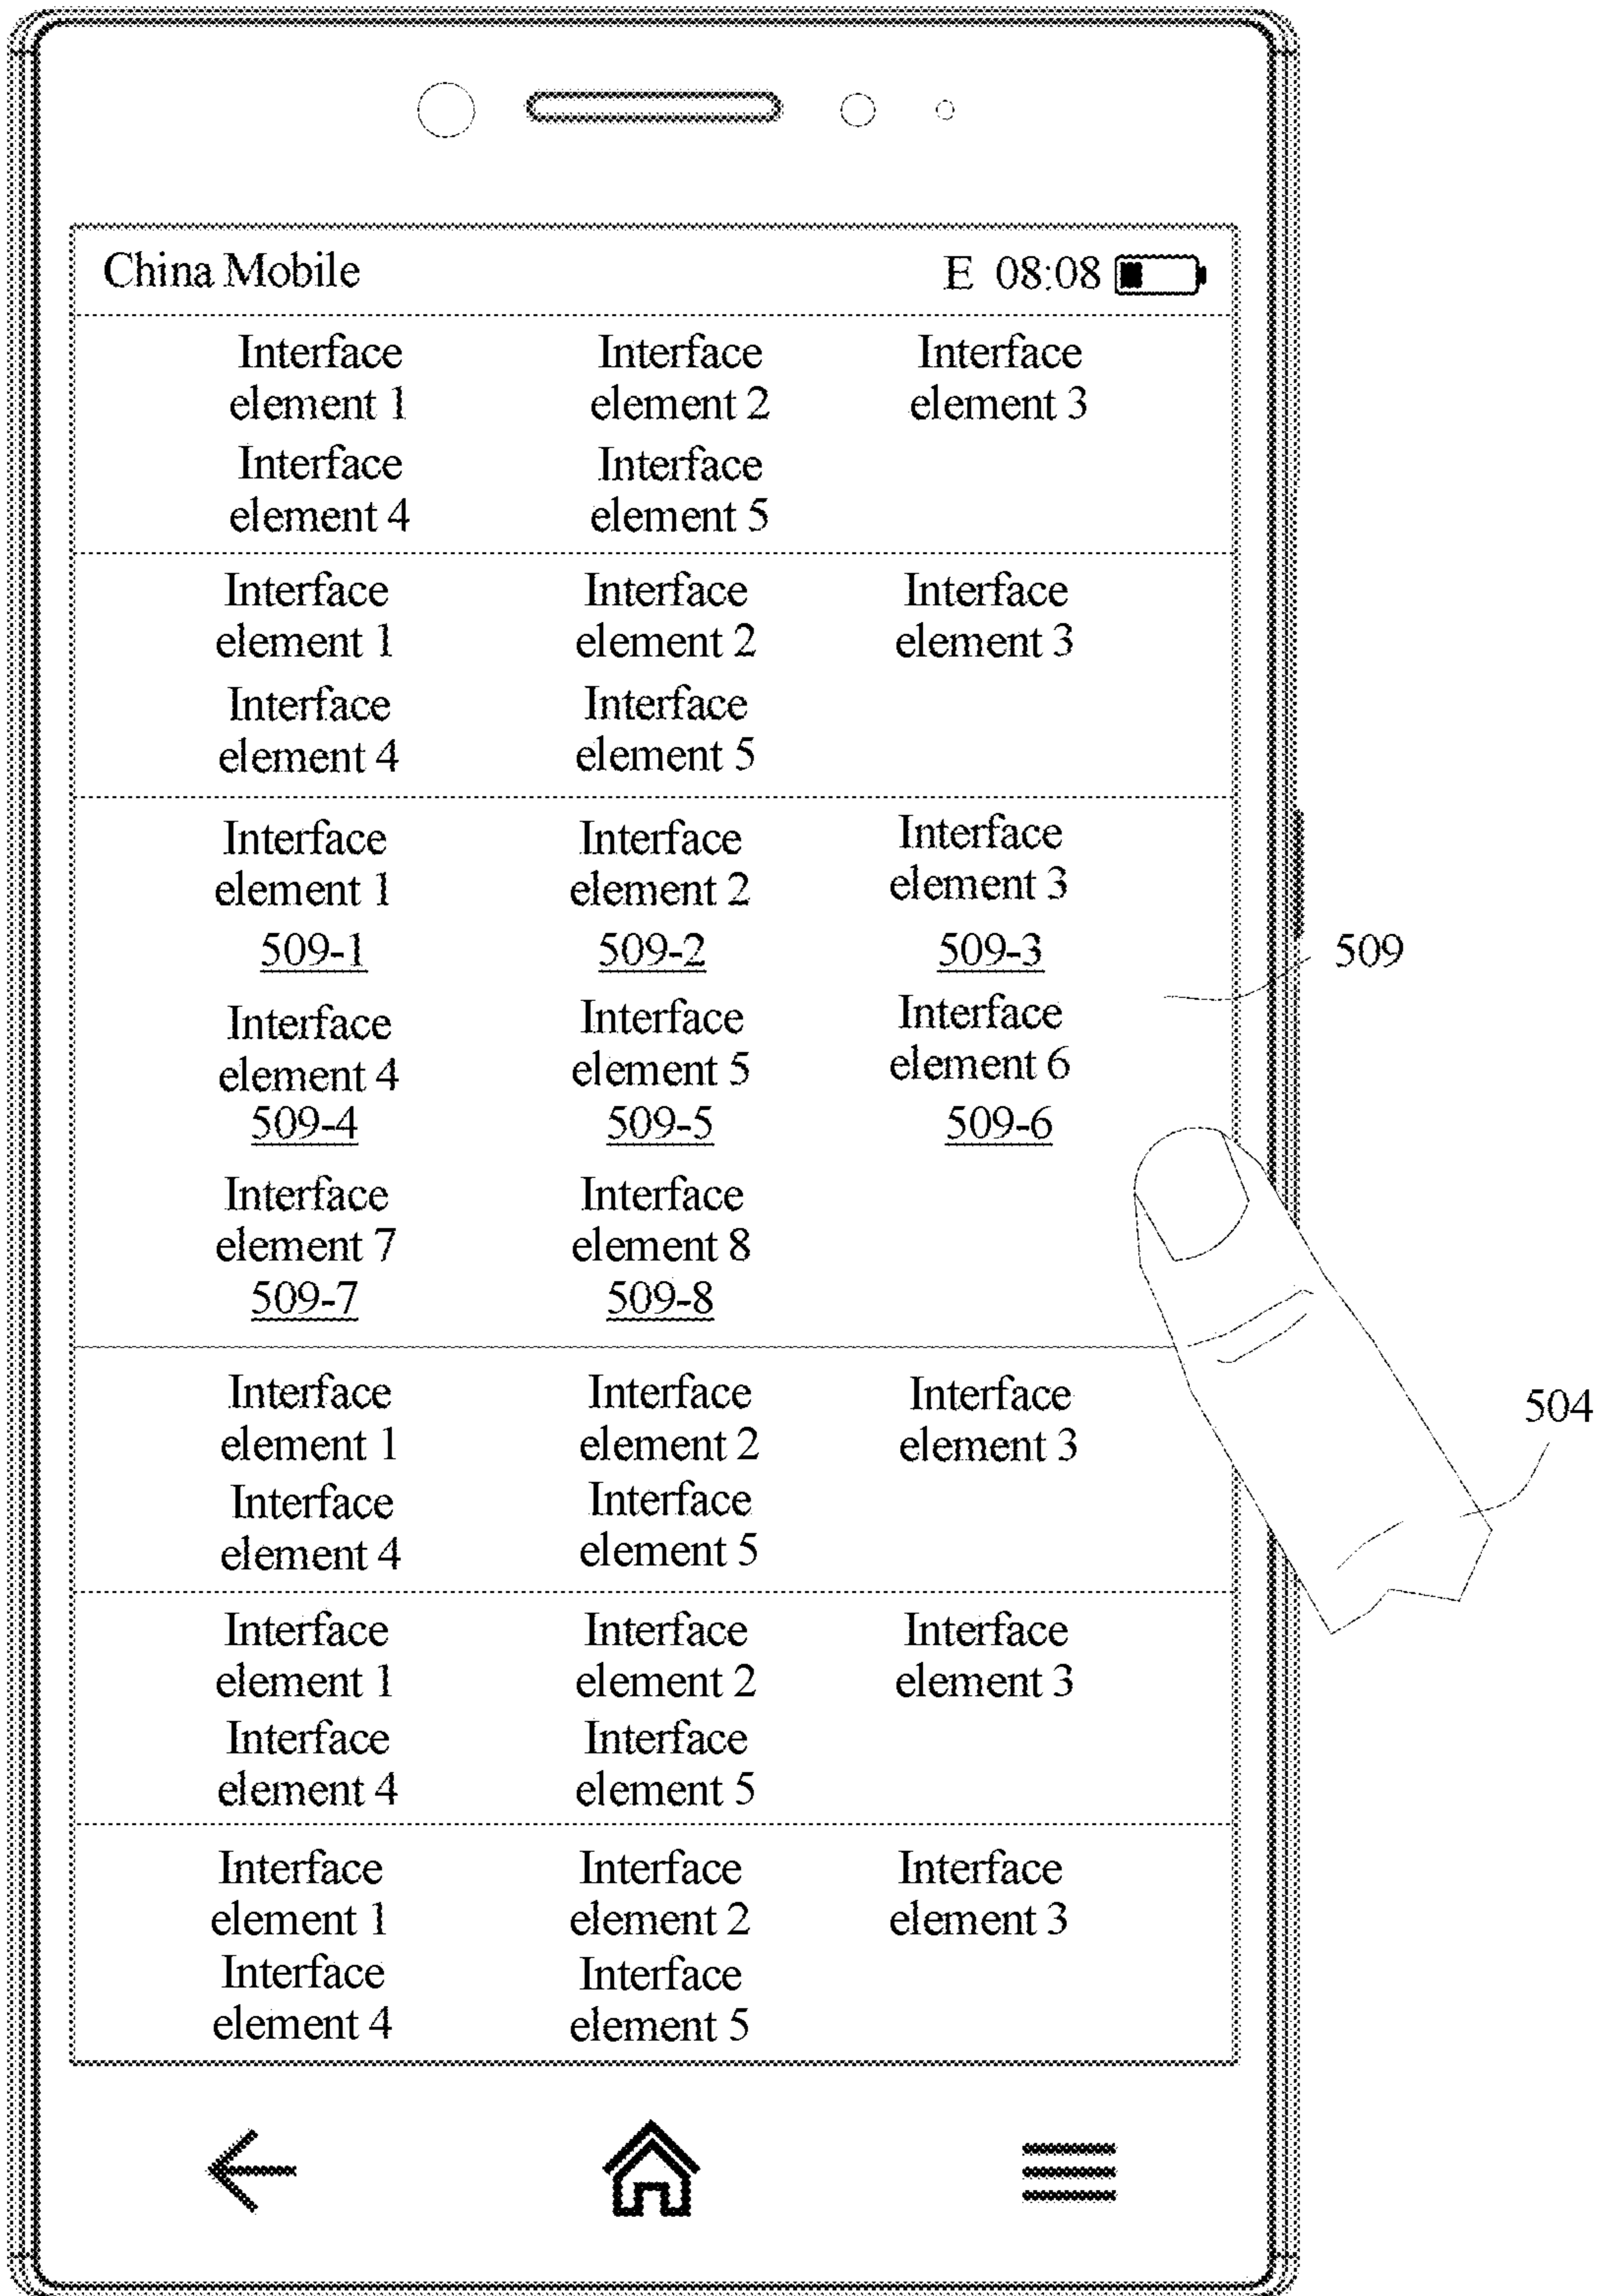 China Mobile E 08:08
Interface Interface Interface
element 1 element 2 element 3
Interface Interface
element 4 element 5
Interface Interface Interface
element 1 element 2 element 3
Interface Interface
element 4 element 5
Interface Interface Interface
element 1 element 2 element 3
509-1 509-2 509-3 509
Interface Interface Interface
element 4 element 5 element 6
509-4 509-5 509-6
Interface Interface
element 7 element 8
509-7 509-8
Interface Interface Interface
504
element 1 element 2 element 3
Interface Interface
element 4 element 5
Interface Interface Interface
element 1 element 2 element 3
Interface Interface
element 4 element 5
Interface Interface Interface
element 1 element 2 element 3
Interface Interface
element 4 element 5